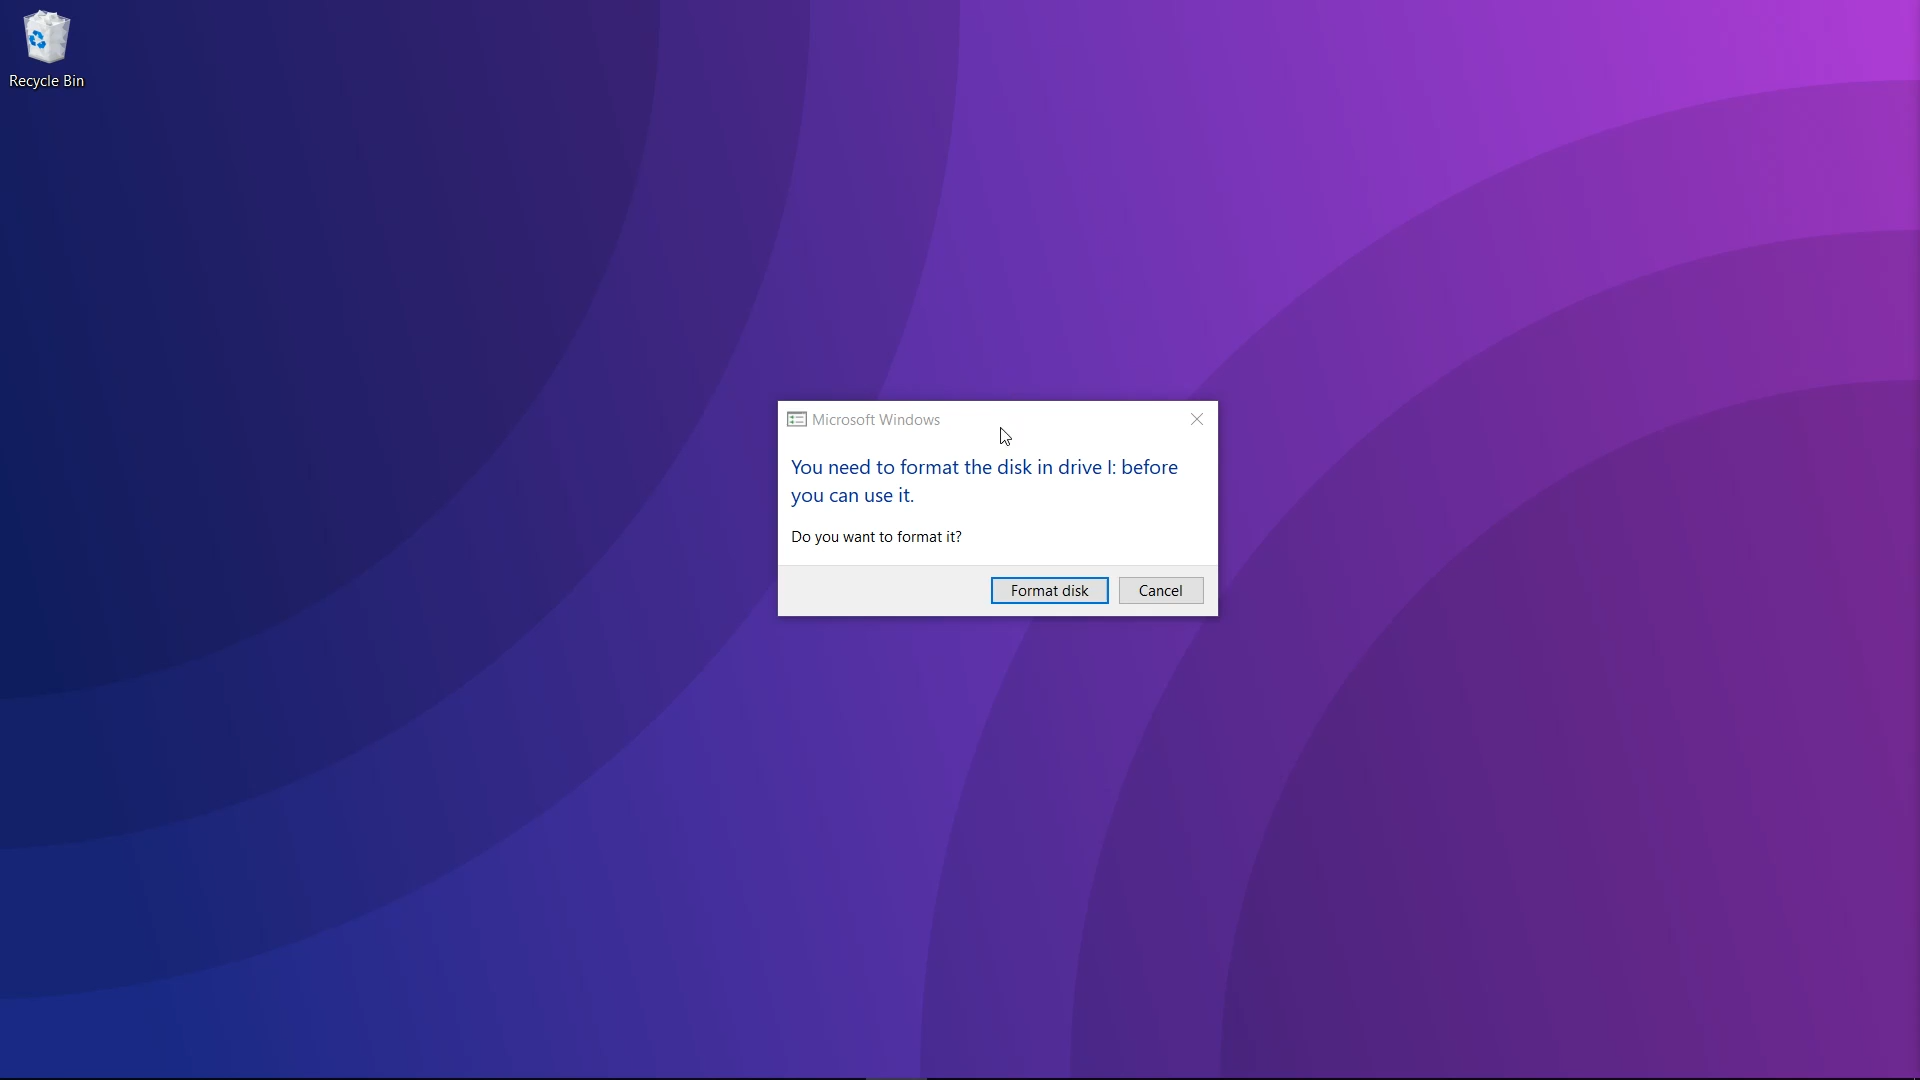 Recycle Bin
Microsoft Windows
You need to format the disk in drive I: before
you can use it.
Do you want to format it?
Format disk
Cancel